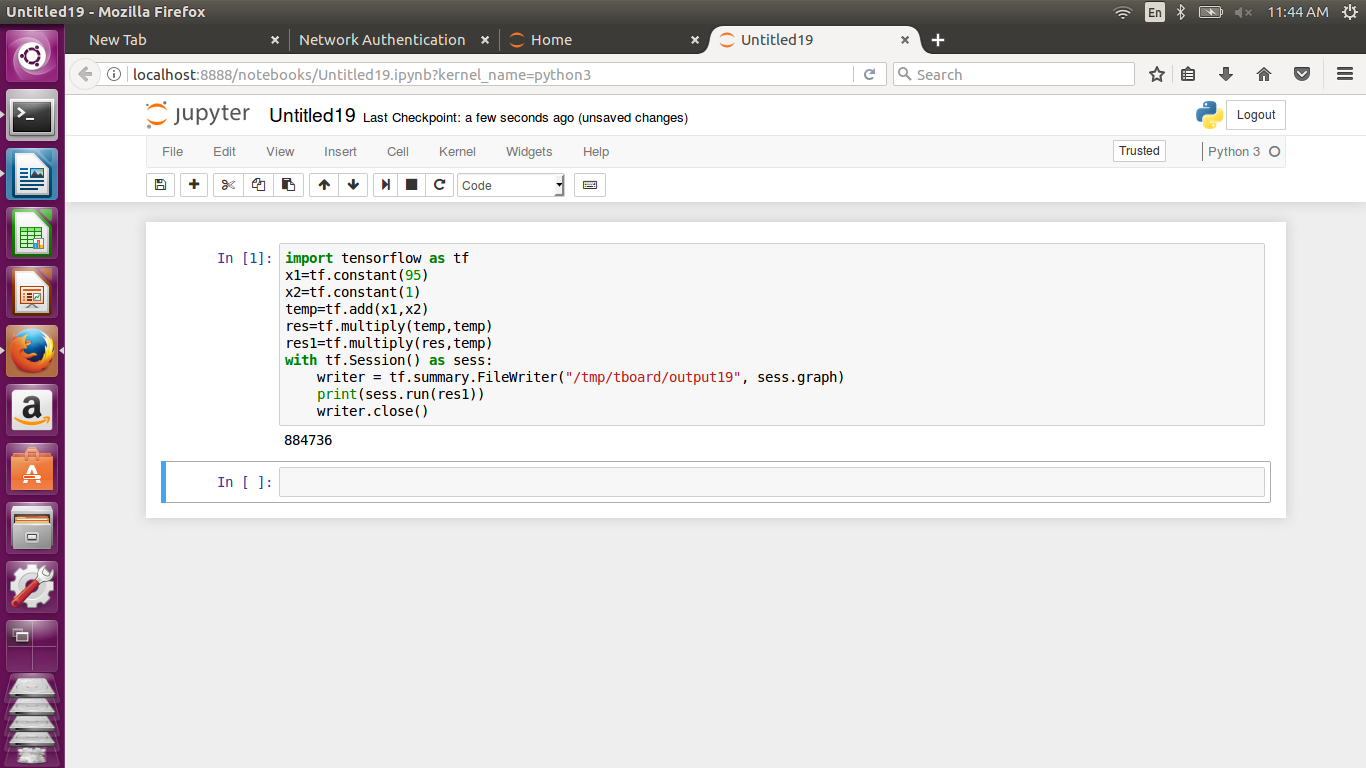 Untitled19 - Mozilla Firefox
En
11:44 AM
New Tab
Network Authentication
Home
Untitled19
localhost:8888/notebooks/Untitled19.ipynb?kernel_name=python3
Search
jupyter Untitled19 Last Checkpoint: a few seconds ago (unsaved changes)
Logout
File Edit View Insert Cell Kernel Widgets Help
Trusted
Python 3
Code
In [1]:
import tensorflow as tf
x1=tf.constant(95)
x2=tf.constant(1)
temp=tf.add(x1,x2)
res=tf.multiply(temp,temp)
res1=tf.multiply(res,temp)
with tf.Session() as sess:
    writer = tf.summary.FileWriter("/tmp/tboard/output19", sess.graph)
    print(sess.run(res1))
    writer.close()
884736
In [ ]: